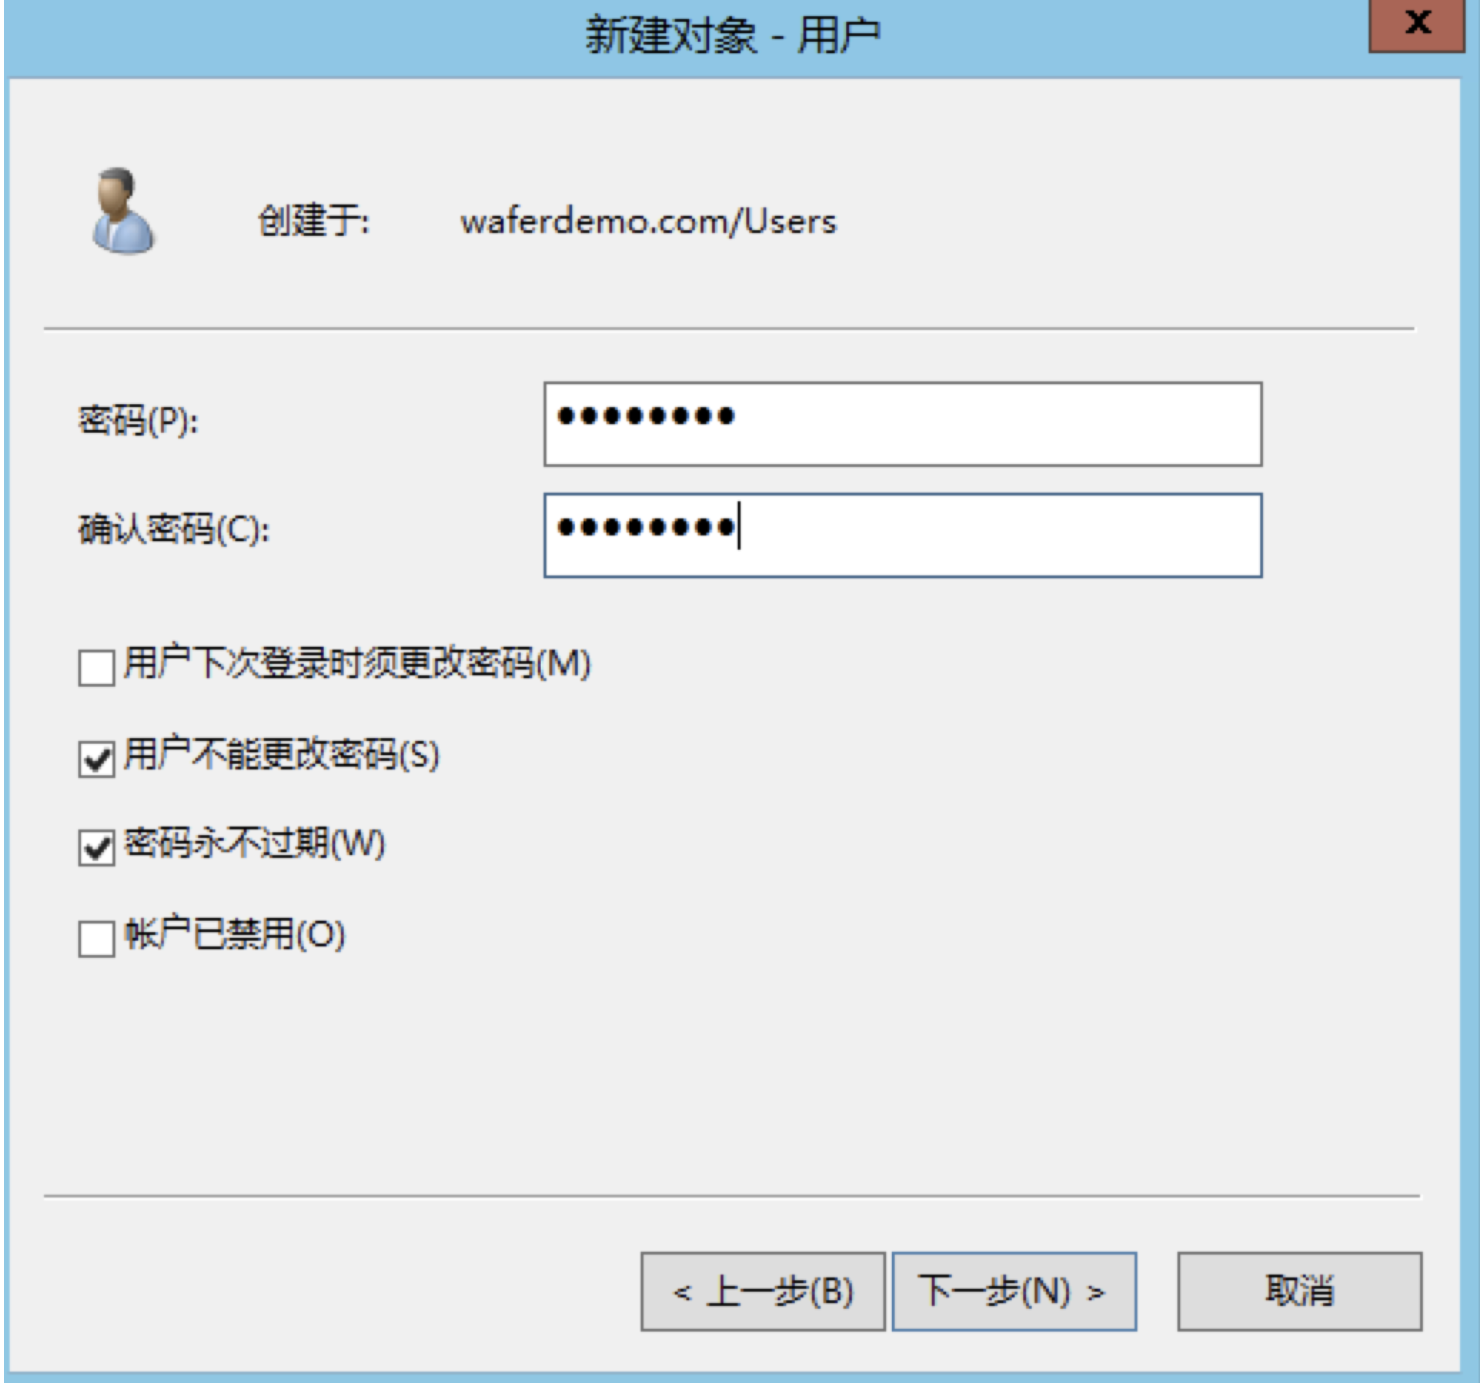 新建对象 - 用户
x
创建于: waferdemo.com/Users
密码(P): ●●●●●●●●
确认密码(C): ●●●●●●●●
用户下次登录时须更改密码(M)
用户不能更改密码(S)
密码永不过期(W)
帐户已禁用(O)
< 上一步(B) 下一步(N) > 取消